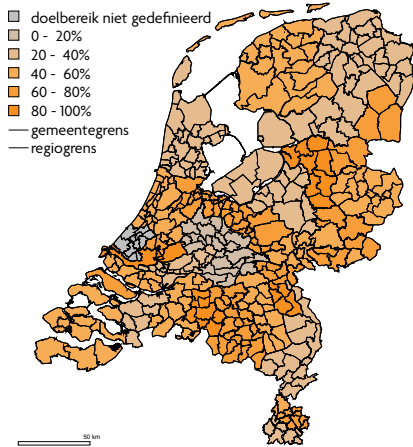 doelbereik niet gedefinieerd
0 - 20%
20 - 40%
40 - 60%
60 - 80%
80 - 100%
gemeentegrens
regiogrens
50 km